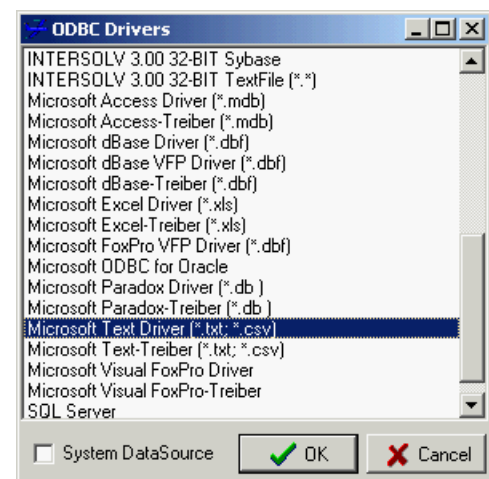 ODBC Drivers
INTERSOLV 3.00 32-BIT Sybase
INTERSOLV 3.00 32-BIT TextFile (*.*)
Microsoft Access Driver (*.mdb)
Microsoft Access-Treiber (*.mdb)
Microsoft dBase Driver (*.dbf)
Microsoft dBase VFP Driver (*.dbf)
Microsoft dBase-Treiber (*.dbf)
Microsoft Excel Driver (*.xls)
Microsoft Excel-Treiber (*.xls)
Microsoft FoxPro VFP Driver (*.dbf)
Microsoft ODBC for Oracle
Microsoft Paradox Driver (*.db )
Microsoft Paradox-Treiber (*.db )
Microsoft Text Driver (*.txt; *.csv)
Microsoft Text-Treiber (*.txt; *.csv)
Microsoft Visual FoxPro Driver
Microsoft Visual FoxPro-Treiber
SQL Server
System DataSource OK Cancel